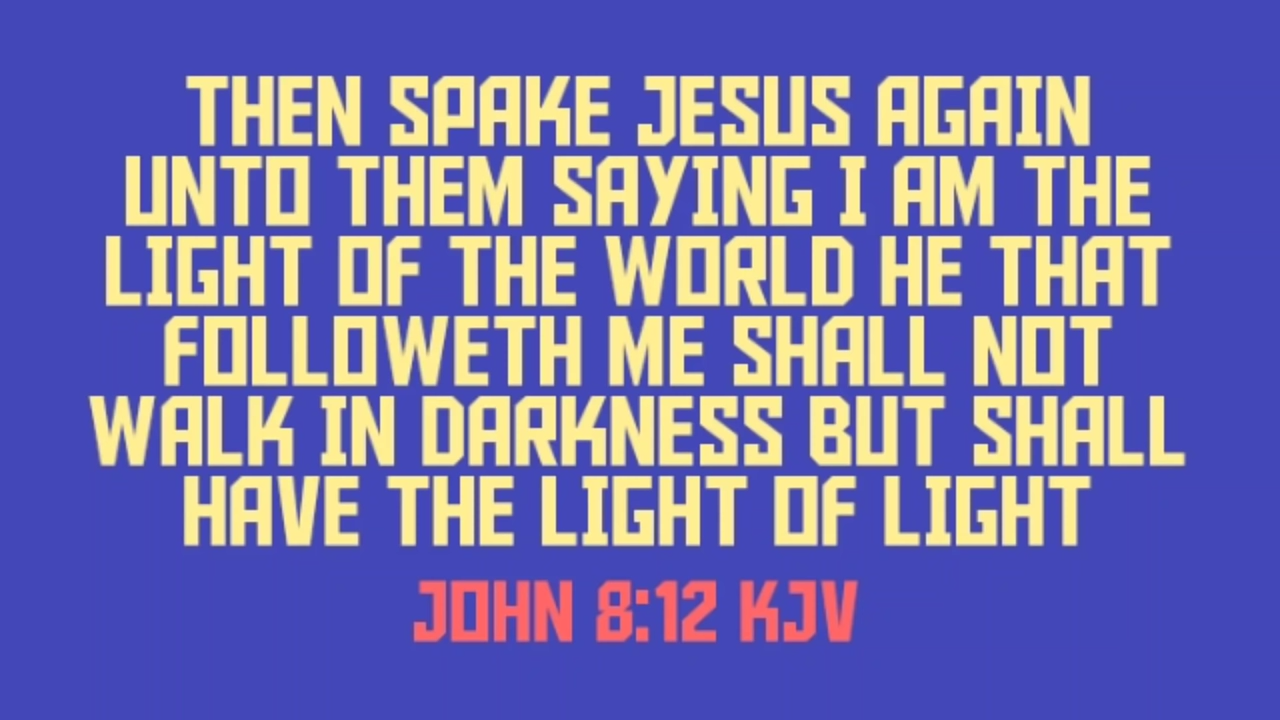 THEN SPAKE JESUS AGAIN
UNTO THEM SAYING I AM THE
LIGHT OF THE WORLD HE THAT
FOLLOWETH ME SHALL NOT
WALK IN DARKNESS BUT SHALL
HAVE THE LIGHT OF LIGHT
JOHN 8:12 KJV